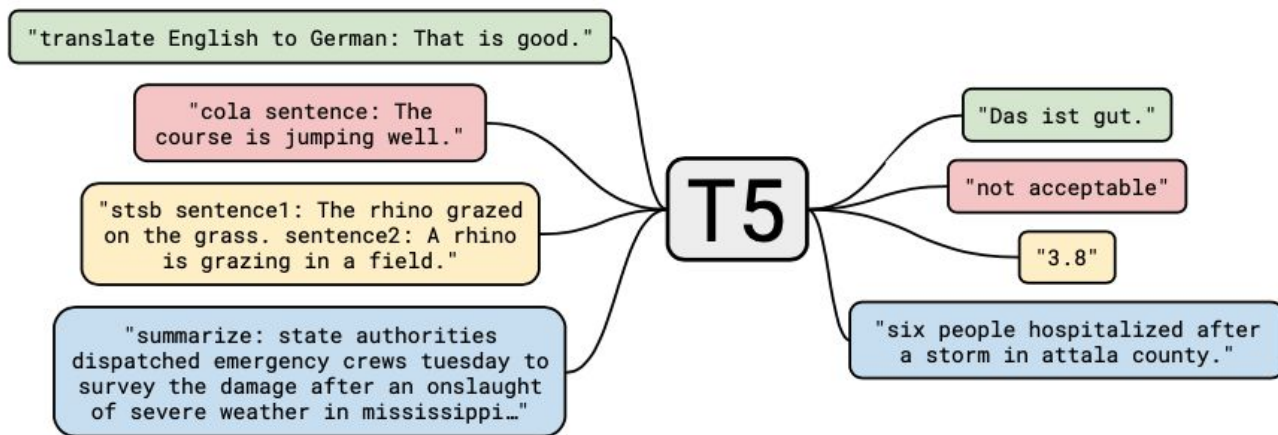 "translate English to German: That is good."
"cola sentence: The
course is jumping well."
"stsb sentence1: The rhino grazed
on the grass. sentence2: A rhino
is grazing in a field."
"summarize: state authorities
dispatched emergency crews tuesday to
survey the damage after an onslaught
of severe weather in mississippi…"
T5
"Das ist gut."
"not acceptable"
"3.8"
"six people hospitalized after
a storm in attala county."